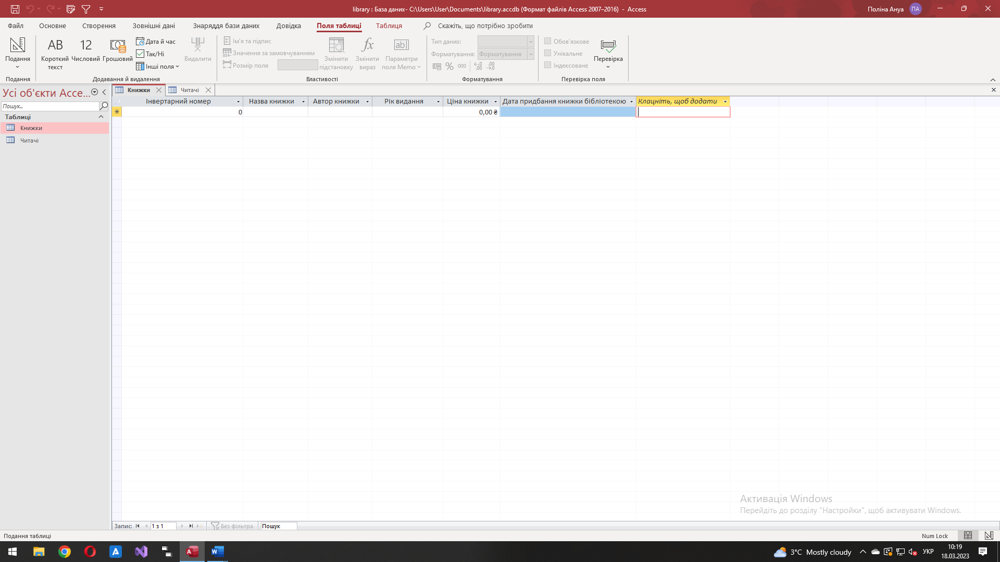 library : База даних- C:\Users\User\Documents\library.accdb (Формат файлів Access 2007–2016) - Access
Поліна Ануа
ПА
Файл
Основне
Створення
Зовнішні дані
Знаряддя бази даних
Довідка
Поля таблиці
Таблиця
Скажіть, що потрібно зробити
Подання
Подання
AB
Короткий
текст
12
Числовий
Грошовий
Дата й час
Так/Ні
Інші поля
Видалити
Додавання й видалення
Ім'я та підпис
Значення за замовчуванням
Розмір поля
Змінити
підстановку
fx
Змінити
вираз
ab|
Параметри
поля Memo
Властивості
Тип даних:
Форматування:
Форматування
%
000
Форматування
Обов'язкове
Унікальне
Індексоване
Перевірка
Перевірка поля
Усі об'єкти Acce...
Пошук...
Таблиці
Книжки
Читачі
Книжки
Читачі
Інвертарний номер
Назва книжки
Автор книжки
Рік видання
Ціна книжки
Дата придбання книжки бібліотекою
Клацніть, щоб додати
0
0,00 ₴
Активація Windows
Перейдіть до розділу "Настройки", щоб активувати Windows.
Запис:
1 з 1
Без фільтра
Пошук
Подання таблиці
Num Lock
3°C Mostly cloudy
УКР
10:19
18.03.2023